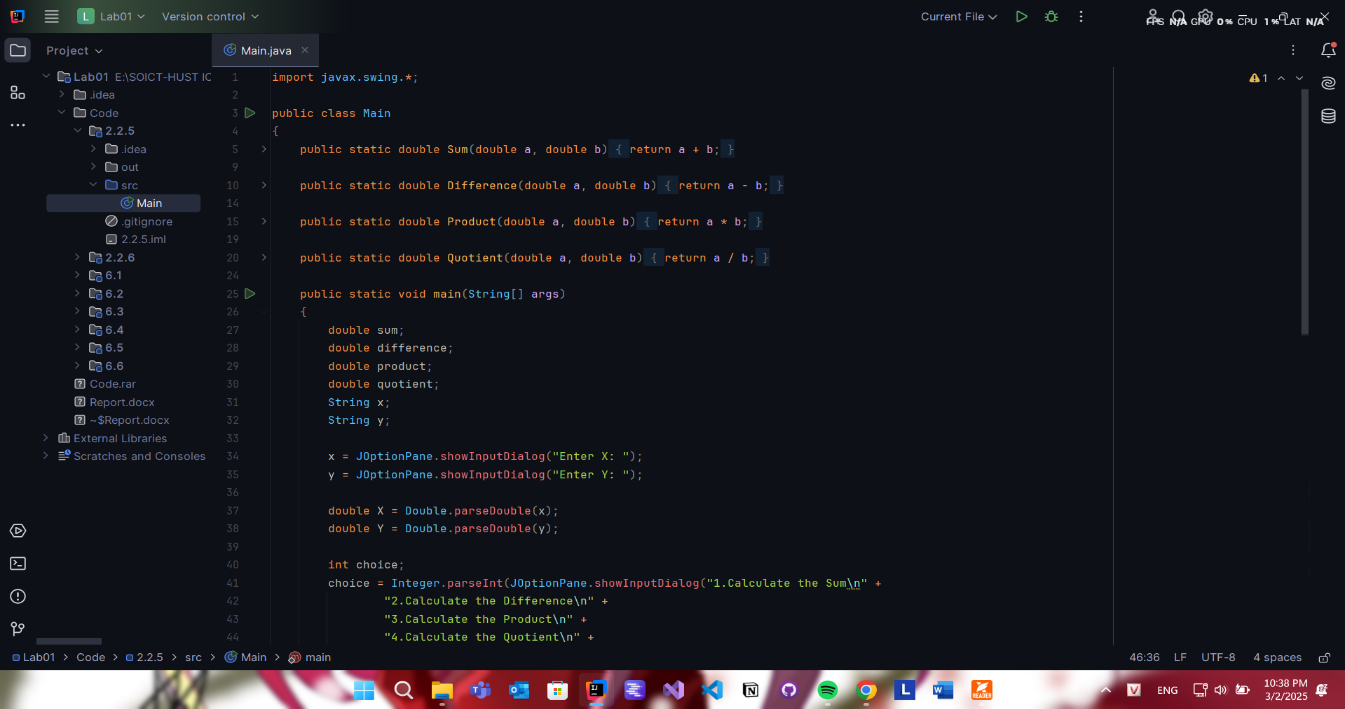 L Lab01 Version control Current File
FPS N/A GPU 0 % CPU 1 % LAT N/A
Project Main.java
Lab01 E:\SOICT-HUST
.idea
Code
2.2.5
.idea
out
src
Main
.gitignore
2.2.5.iml
2.2.6
6.1
6.2
6.3
6.4
6.5
6.6
Code.rar
Report.docx
~$Report.docx
External Libraries
Scratches and Consoles
1 import javax.swing.*;
2
3 public class Main
4 {
5 public static double Sum(double a, double b) { return a + b; }
9
10 public static double Difference(double a, double b) { return a - b; }
14
15 public static double Product(double a, double b) { return a * b; }
19
20 public static double Quotient(double a, double b) { return a / b; }
24
25 public static void main(String[] args)
26 {
27 double sum;
28 double difference;
29 double product;
30 double quotient;
31 String x;
32 String y;
33
34 x = JOptionPane.showInputDialog("Enter X: ");
35 y = JOptionPane.showInputDialog("Enter Y: ");
36
37 double X = Double.parseDouble(x);
38 double Y = Double.parseDouble(y);
39
40 int choice;
41 choice = Integer.parseInt(JOptionPane.showInputDialog("1.Calculate the Sum\n" +
42 "2.Calculate the Difference\n" +
43 "3.Calculate the Product\n" +
44 "4.Calculate the Quotient\n" +
1
Lab01 > Code > 2.2.5 > src > Main > main 46:36 LF UTF-8 4 spaces
ENG 10:38 PM
3/2/2025